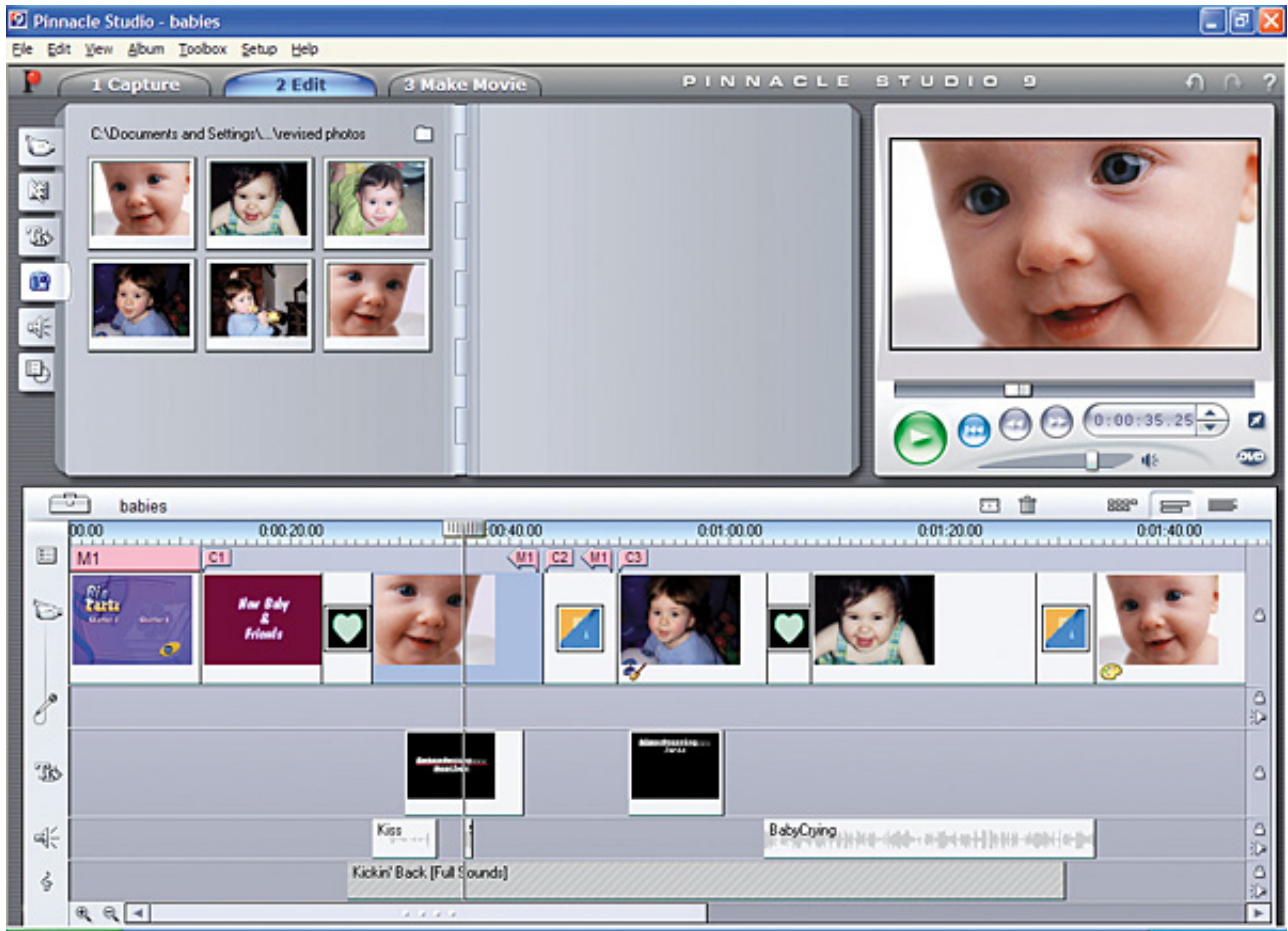 Pinnacle Studio - babies
File Edit View Album Toolbox Setup Help
1 Capture 2 Edit 3 Make Movie PINNACLE STUDIO 9 ?
C:\Documents and Settings\...\revised photos
0:00:35.25
DVD
babies
00.00 0:00:20.00 0:00:40.00 0:01:00.00 0:01:20.00 0:01:40.00
M1 C1 M1 C2 M1 C3
New Baby
&
Friends
Kiss
BabyCrying
Kickin' Back [Full Sounds]